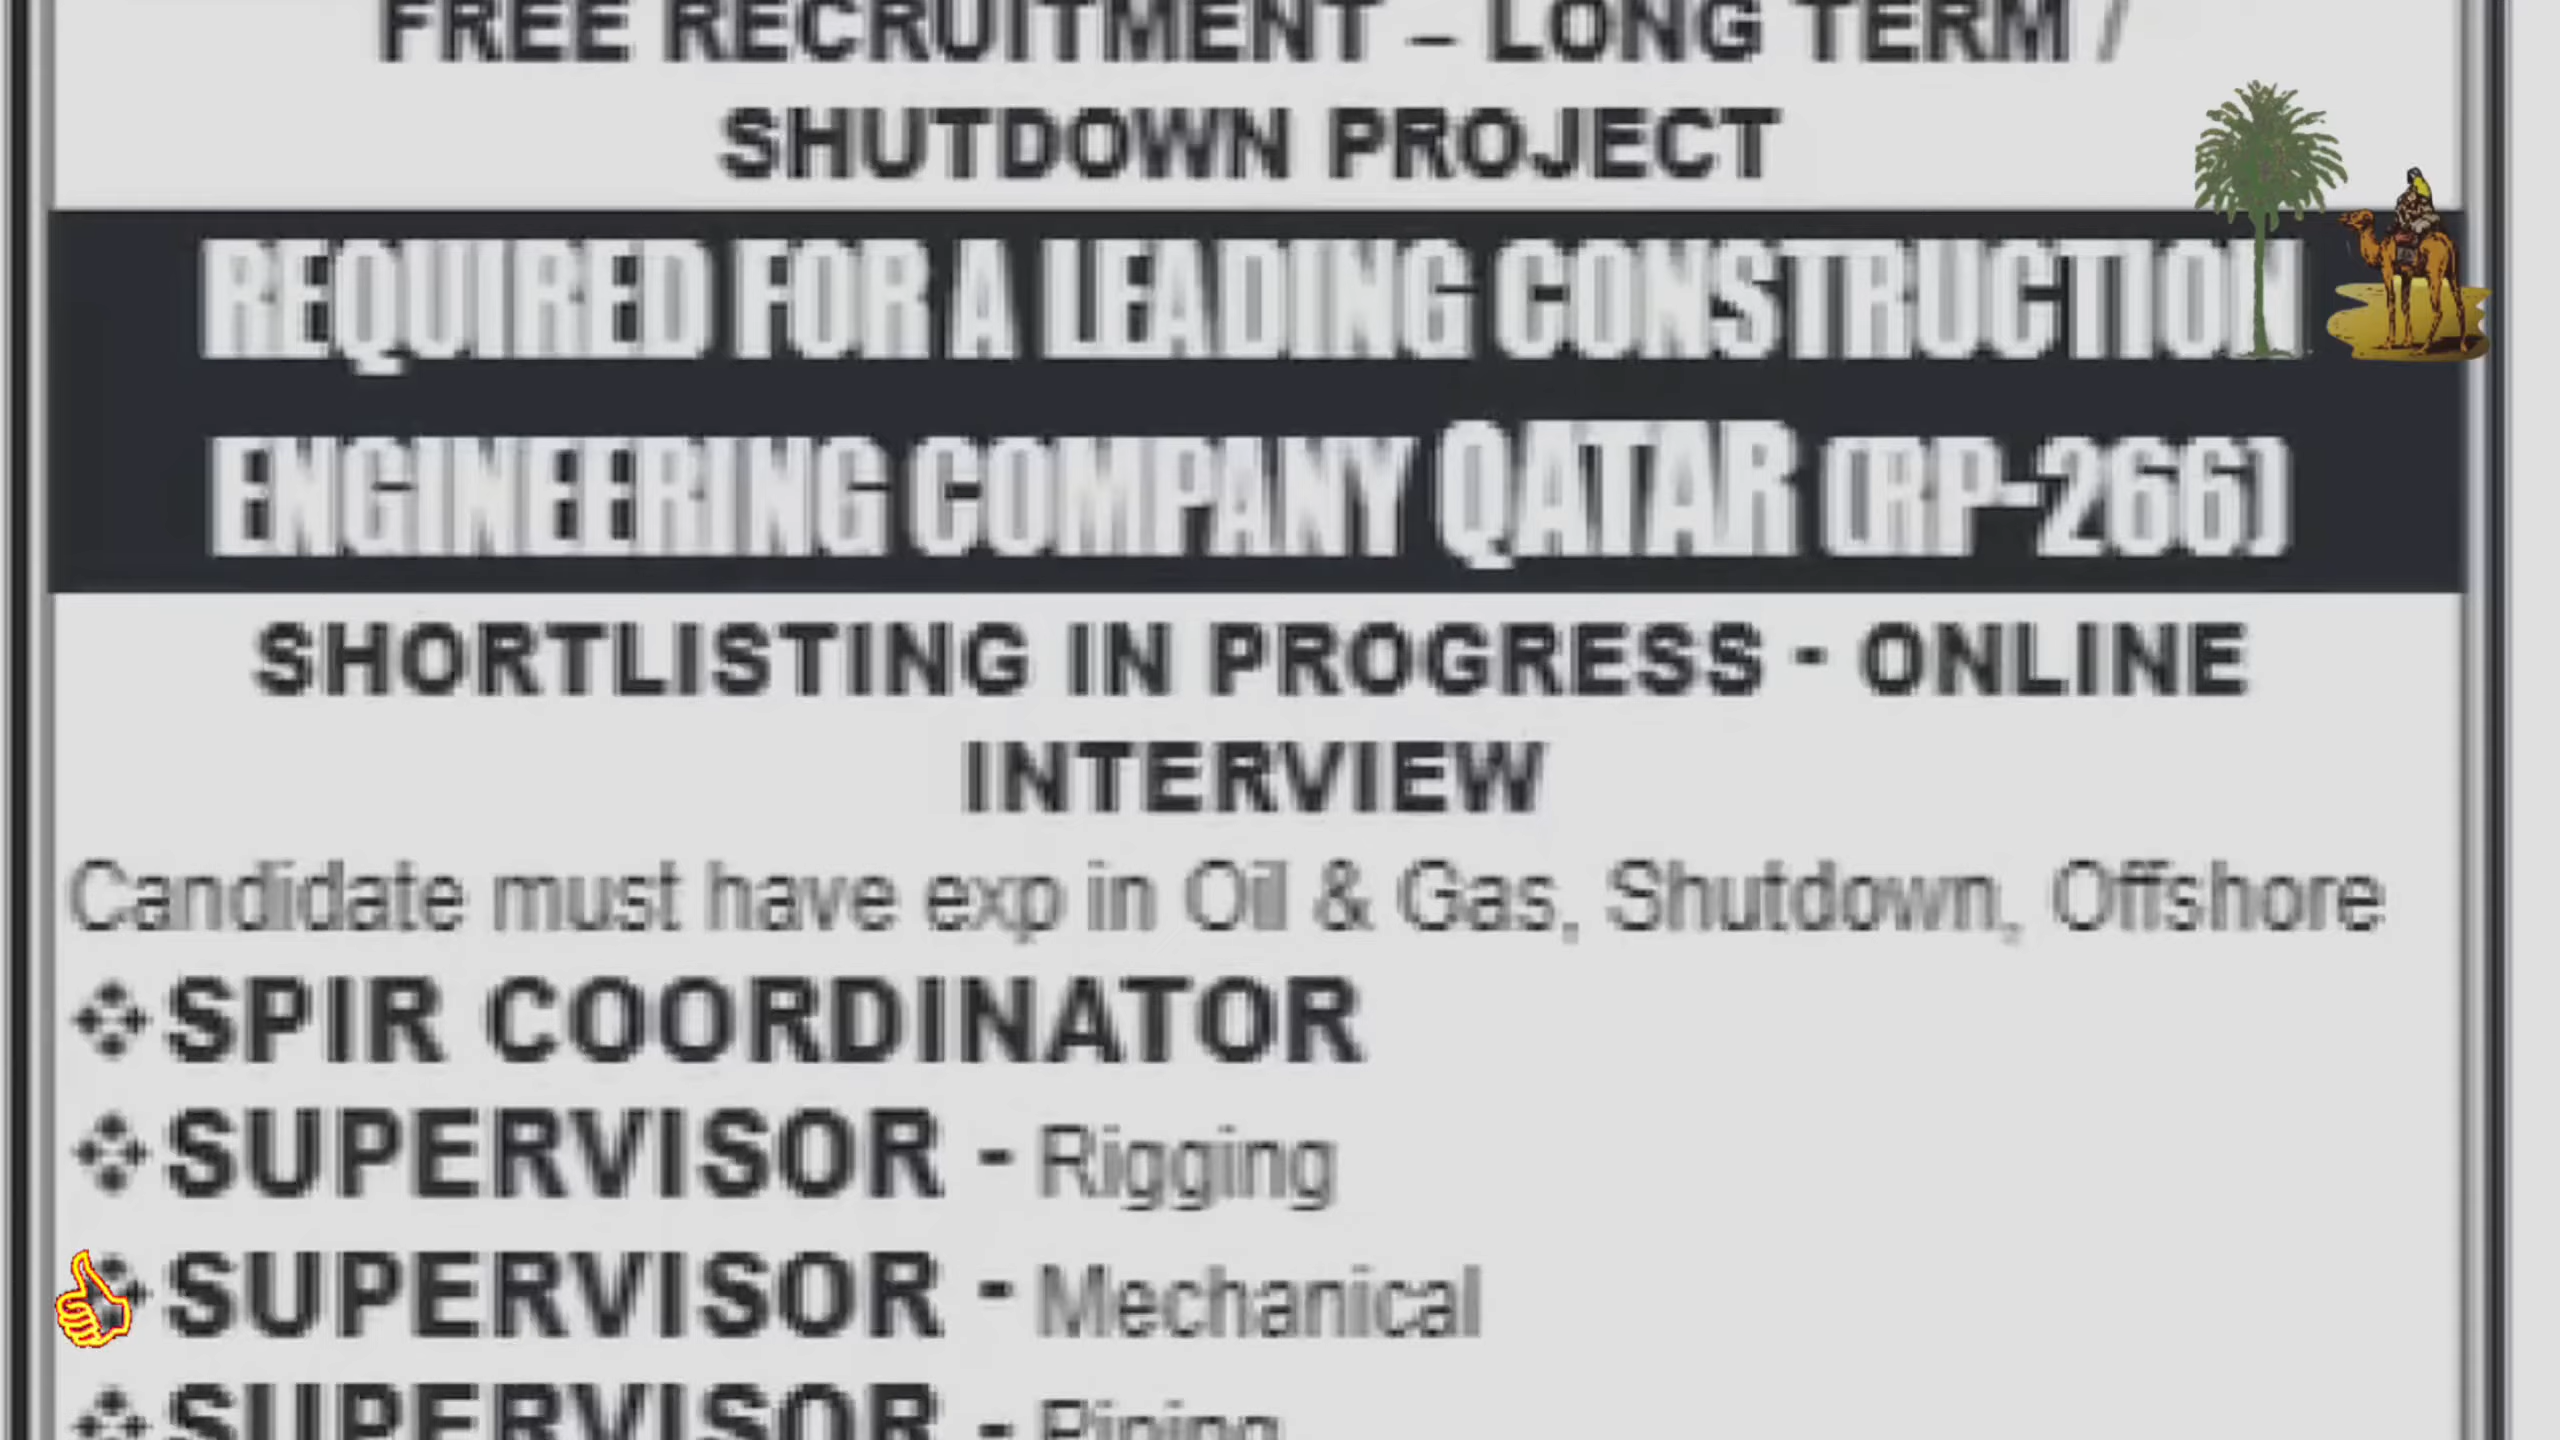 FREE RECRUITMENT – LONG TERM /
SHUTDOWN PROJECT
REQUIRED FOR A LEADING CONSTRUCTION
ENGINEERING COMPANY QATAR (RP-266)
SHORTLISTING IN PROGRESS - ONLINE
INTERVIEW
Candidate must have exp in Oil & Gas, Shutdown, Offshore
❖SPIR COORDINATOR
❖SUPERVISOR - Rigging
❖SUPERVISOR - Mechanical
❖SUPERVISOR - Piping